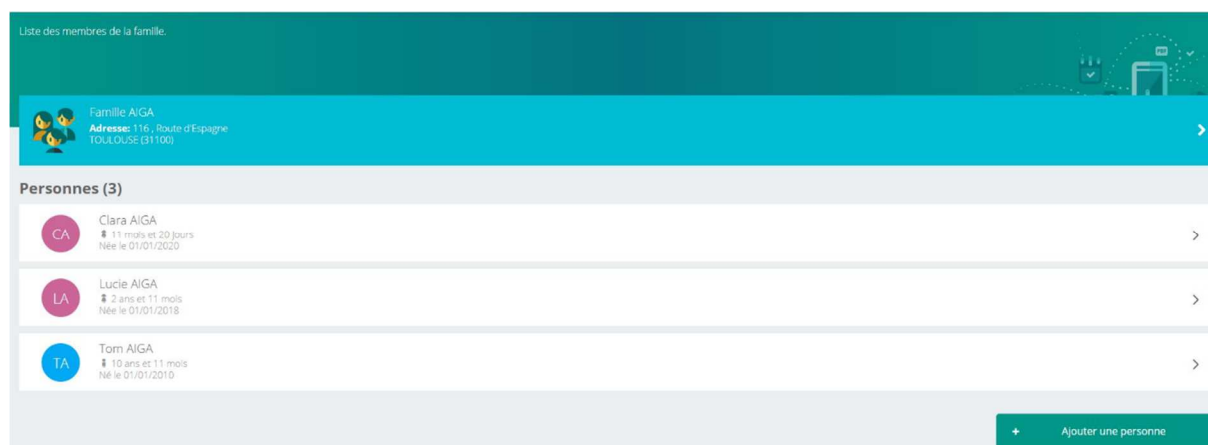 Liste des membres de la famille.
PDF
Famille AIGA
Adresse: 116 , Route d'Espagne
TOULOUSE (31100)
Personnes (3)
CA
Clara AIGA
11 mois et 20 jours
Née le 01/01/2020
LA
Lucie AIGA
2 ans et 11 mois
Née le 01/01/2018
TA
Tom AIGA
10 ans et 11 mois
Né le 01/01/2010
+ Ajouter une personne